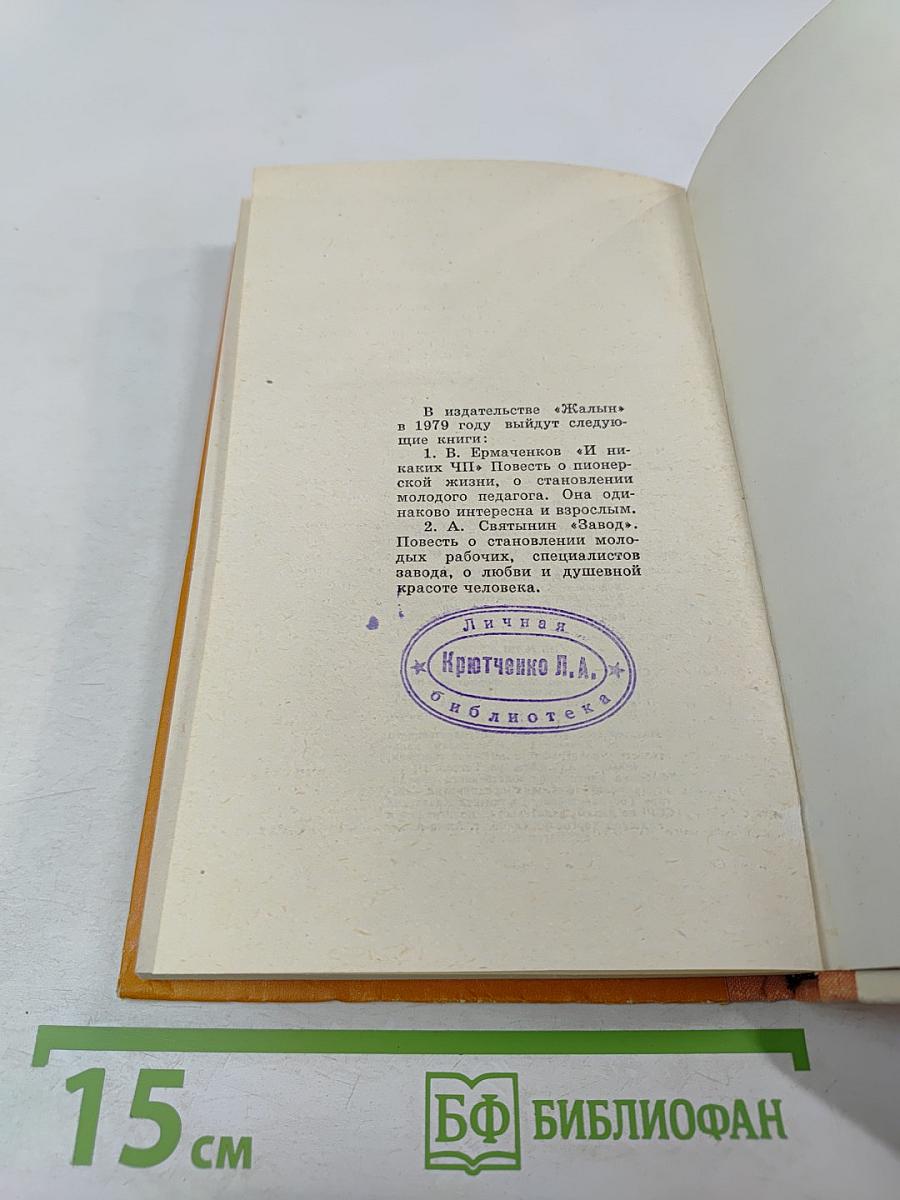 В издательстве «Жалын»
в 1979 году выйдут следую-
щие книги:
1. В. Ермаченков «И ни-
каких ЧП» Повесть о пионер-
ской жизни, о становлении
молодого педагога. Она оди-
наково интересна и взрослым.
2. А. Святынин «Завод».
Повесть о становлении моло-
дых рабочих, специалистов
завода, о любви и душевной
красоте человека.
Личная
Крютченко Л.А.
библиотека
15 см
БФ БИБЛИОФАН